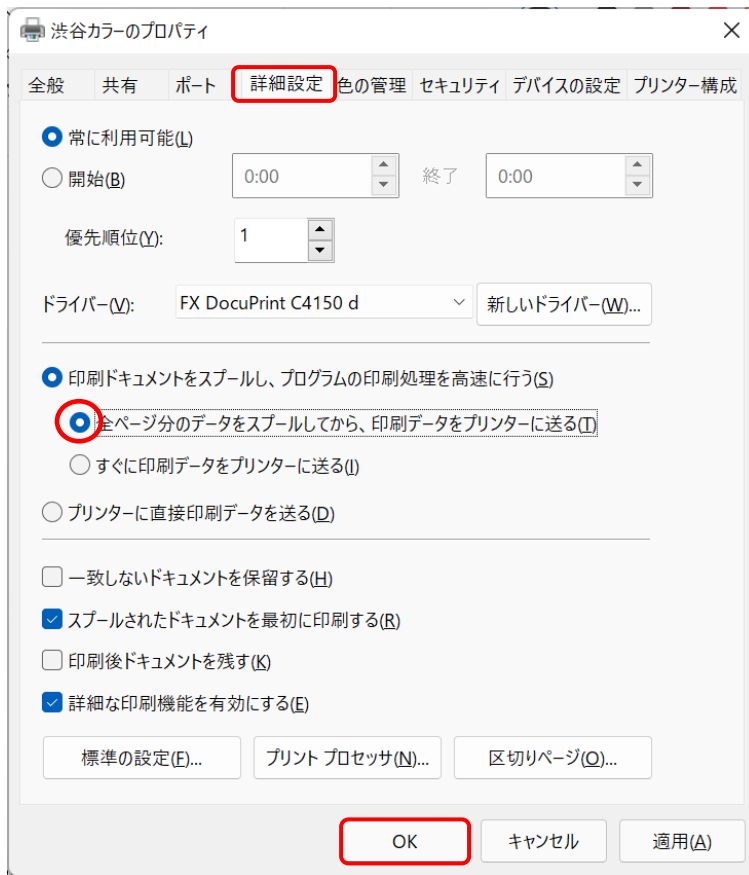 渋谷カラーのプロパティ
全般 共有 ポート 詳細設定 色の管理 セキュリティ デバイスの設定 プリンター構成
常に利用可能(L)
開始(B) 0:00 終了 0:00
優先順位(Y): 1
ドライバー(V): FX DocuPrint C4150 d 新しいドライバー(W)...
印刷ドキュメントをスプールし、プログラムの印刷処理を高速に行う(S)
全ページ分のデータをスプールしてから、印刷データをプリンターに送る(T)
すぐに印刷データをプリンターに送る(I)
プリンターに直接印刷データを送る(D)
一致しないドキュメントを保留する(H)
スプールされたドキュメントを最初に印刷する(R)
印刷後ドキュメントを残す(K)
詳細な印刷機能を有効にする(E)
標準の設定(F)... プリント プロセッサ(N)... 区切りページ(O)...
OK キャンセル 適用(A)